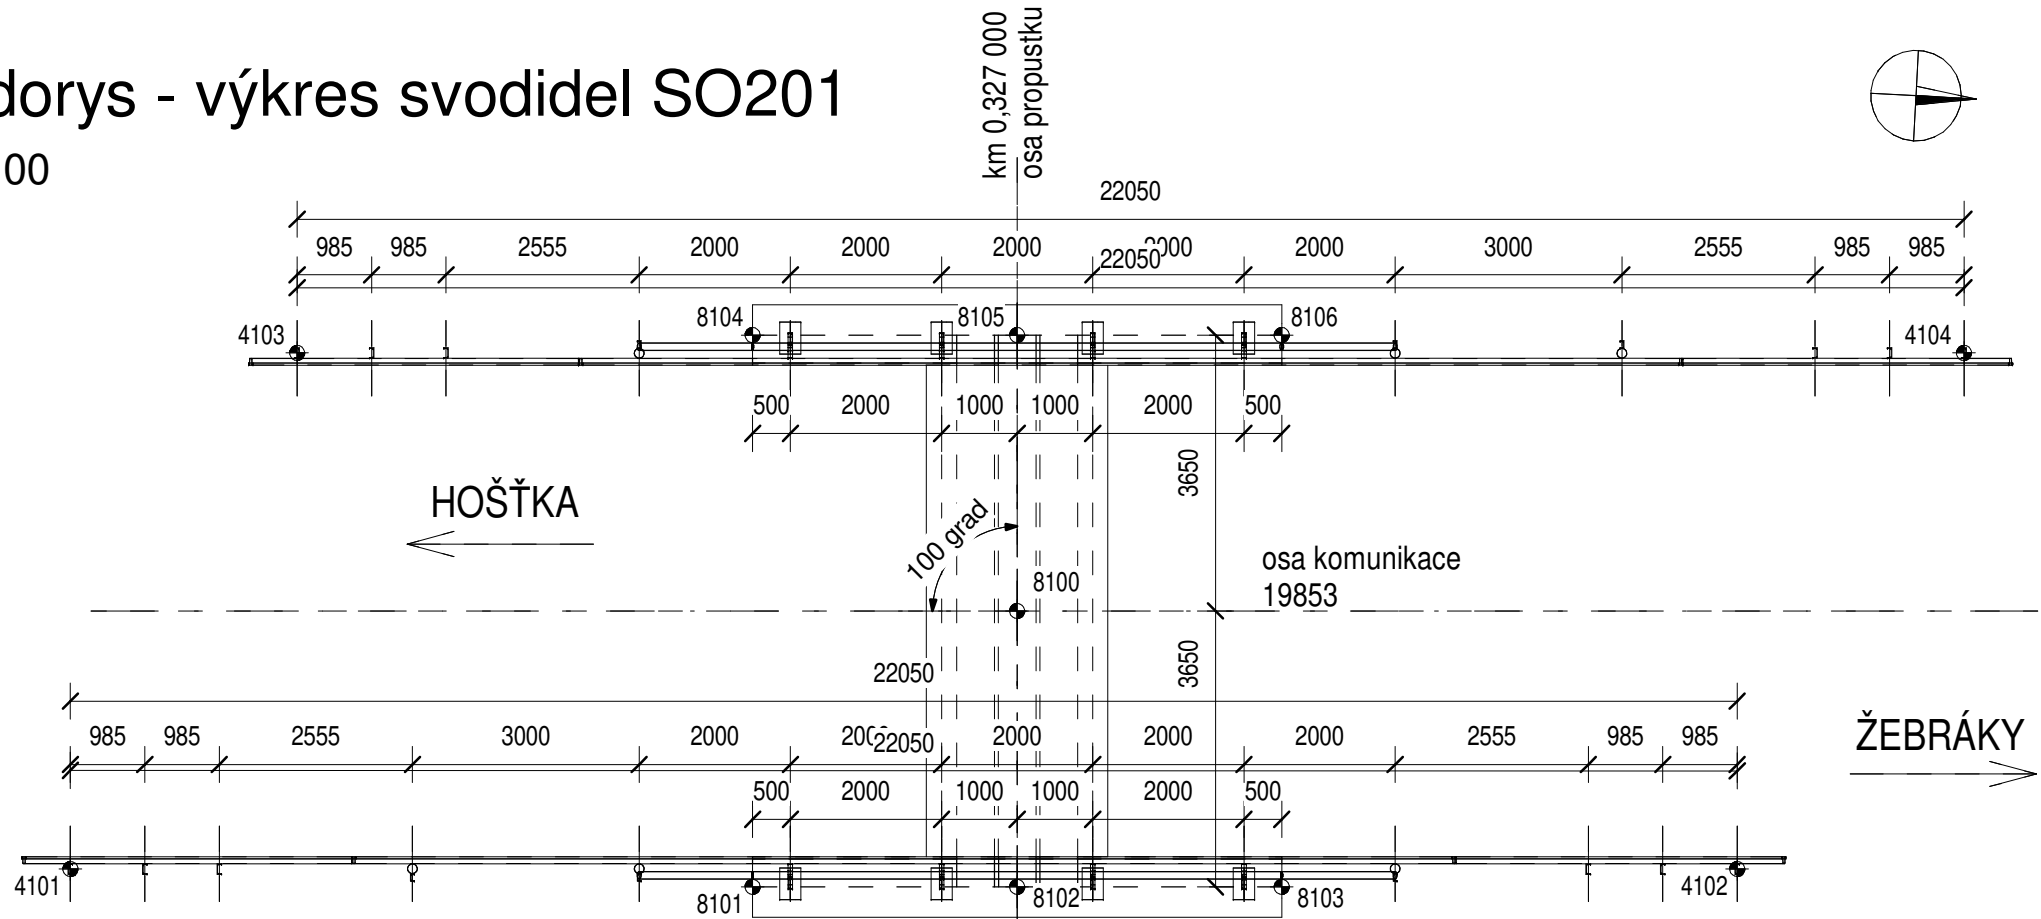 km 0,327 000
osa propustku
dorys - výkres svodidel SO201
00
22050
985 985 2555 2000 2000 2000 2000 3000 2555 985 985
22050
4103 8104 8105 8106 4104
500 2000 1000 1000 2000 500
3650
HOŠŤKA
100 grad
8100
osa komunikace
19853
3650
22050
985 985 2555 3000 2000 2000 2000 2000 2555 985 985
22050
ŽEBRÁKY
500 2000 1000 1000 2000 500
4101 8101 8102 8103 4102